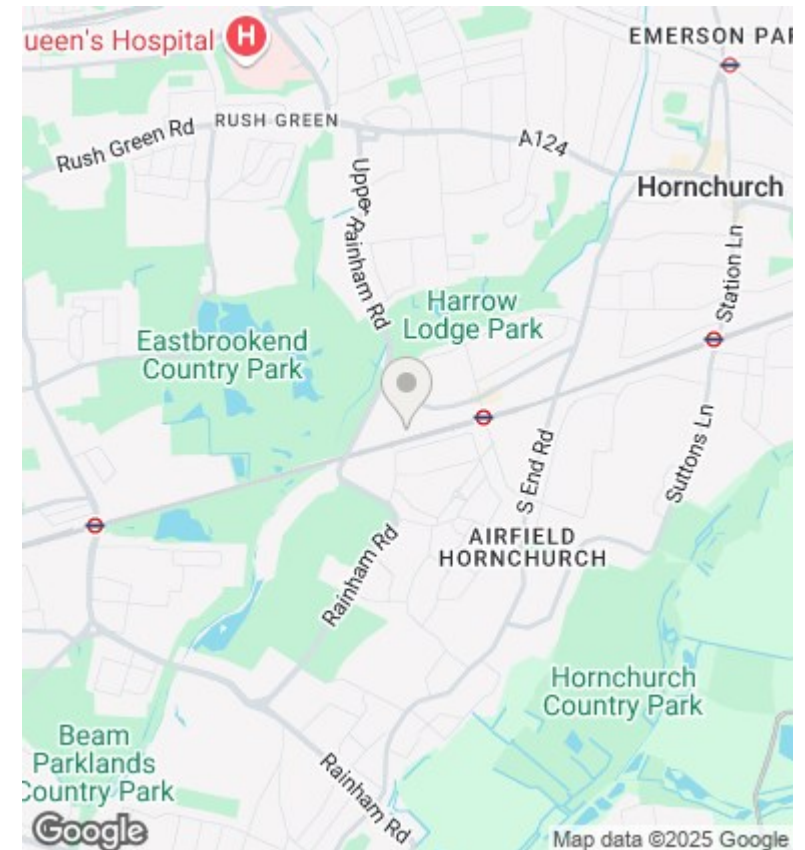 ueen's Hospital
H
EMERSON PAR
RUSH GREEN
Rush Green Rd
A124
Upper Rainham Rd
Hornchurch
Station Ln
Harrow
Lodge Park
Eastbrookend
Country Park
S End Rd
Suttons Ln
AIRFIELD
HORNCHURCH
Rainham Rd
Hornchurch
Country Park
Beam
Parklands
Country Park
Rainham Rd
Google
Map data ©2025 Google